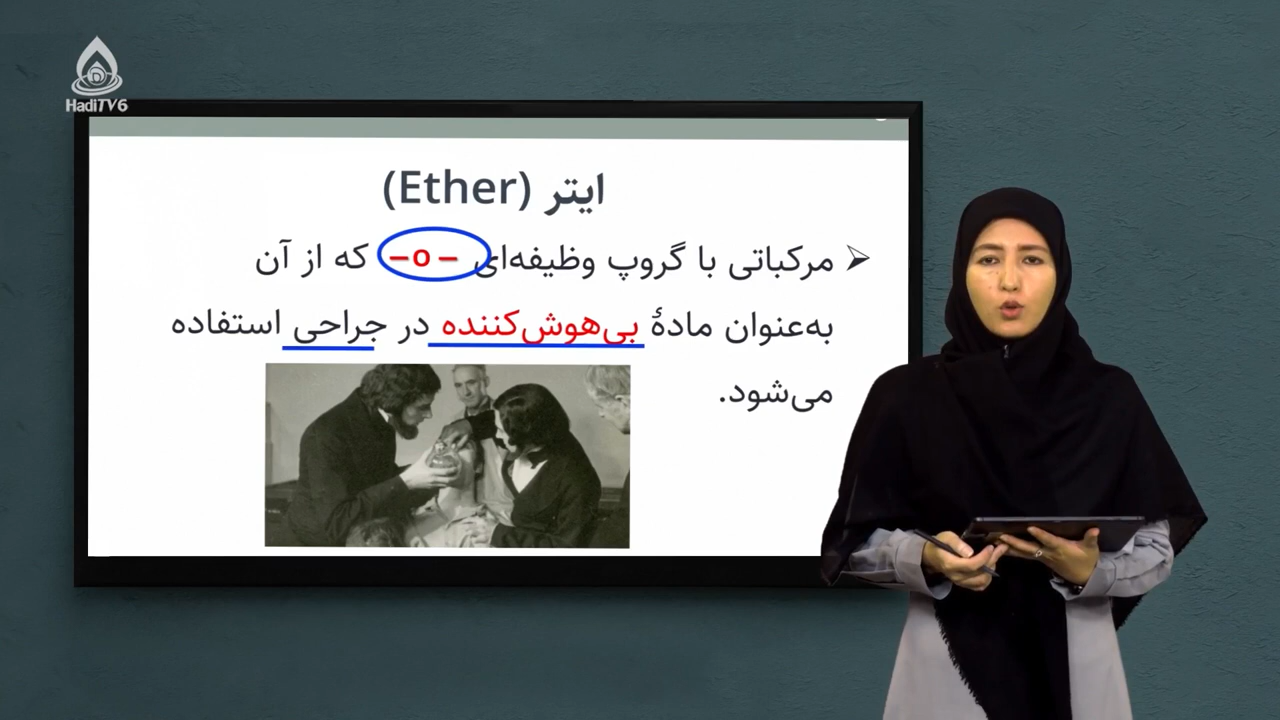 HadiTV6
ایتر (Ether)
مرکباتی با گروپ وظیفه‌ای –o– که از آن
به‌عنوان مادهٔ بی‌هوش‌کننده در جراحی استفاده
می‌شود.